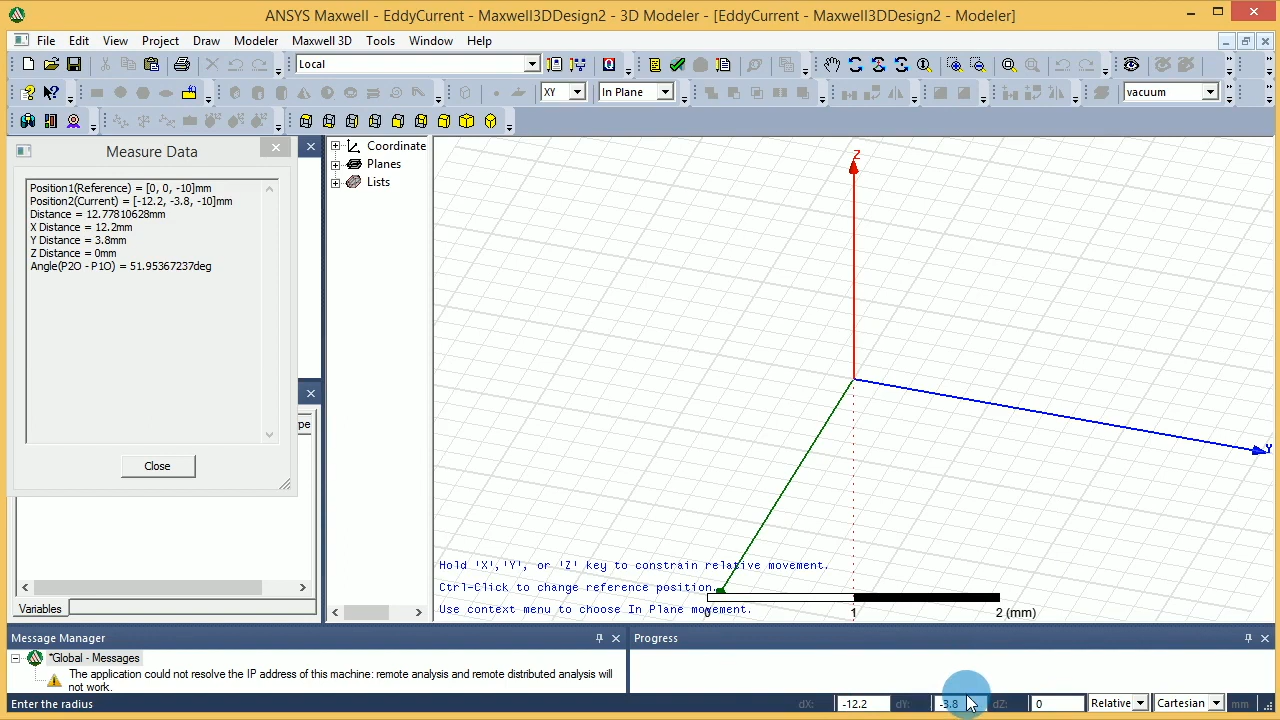 ANSYS Maxwell - EddyCurrent - Maxwell3DDesign2 - 3D Modeler - [EddyCurrent - Maxwell3DDesign2 - Modeler]
File Edit View Project Draw Modeler Maxwell 3D Tools Window Help
Local
XY In Plane vacuum
Measure Data
Position1(Reference) = [0, 0, -10]mm
Position2(Current) = [-12.2, -3.8, -10]mm
Distance = 12.77810628mm
X Distance = 12.2mm
Y Distance = 3.8mm
Z Distance = 0mm
Angle(P2O - P1O) = 51.95367237deg
Close
pe
Variables
Coordinate
Planes
Lists
Z
Y
Hold 'X','Y', or 'Z' key to constrain relative movement.
Ctrl-Click to change reference position.
Use context menu to choose In Plane movement.
0 1 2 (mm)
Message Manager
*Global - Messages
The application could not resolve the IP address of this machine: remote analysis and remote distributed analysis will
not work.
Progress
Enter the radius
dX: -12.2 dY: -3.8 dZ: 0 Relative Cartesian mm